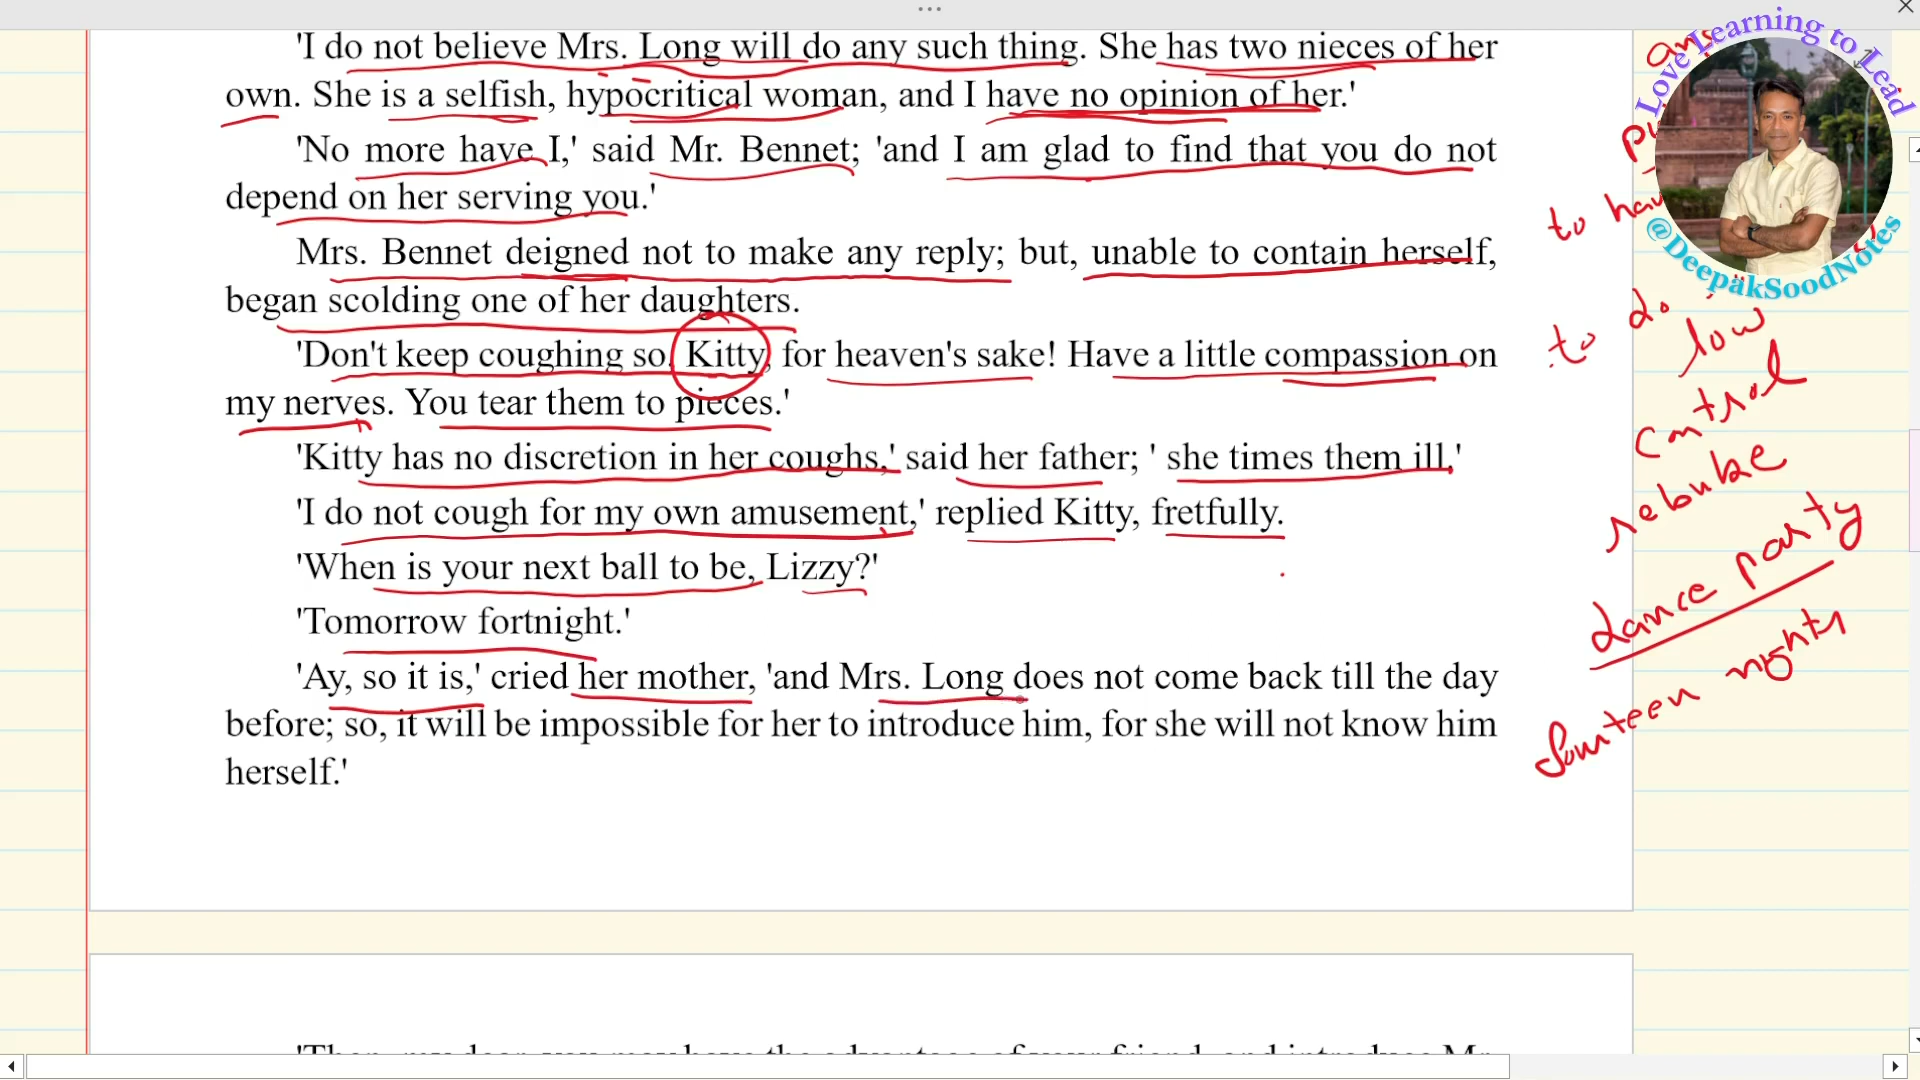 'I do not believe Mrs. Long will do any such thing. She has two nieces of her
own. She is a selfish, hypocritical woman, and I have no opinion of her.'
'No more have I,' said Mr. Bennet; 'and I am glad to find that you do not
depend on her serving you.'
Mrs. Bennet deigned not to make any reply; but, unable to contain herself,
began scolding one of her daughters.
'Don't keep coughing so, Kitty, for heaven's sake! Have a little compassion on
my nerves. You tear them to pieces.'
'Kitty has no discretion in her coughs,' said her father; ' she times them ill.'
'I do not cough for my own amusement,' replied Kitty, fretfully.
'When is your next ball to be, Lizzy?'
'Tomorrow fortnight.'
'Ay, so it is,' cried her mother, 'and Mrs. Long does not come back till the day
before; so, it will be impossible for her to introduce him, for she will not know him
herself.'
Love Learning to Lead
@DeepakSoodNotes
to
to do
low
control
rebuke
dance party
fourteen nights